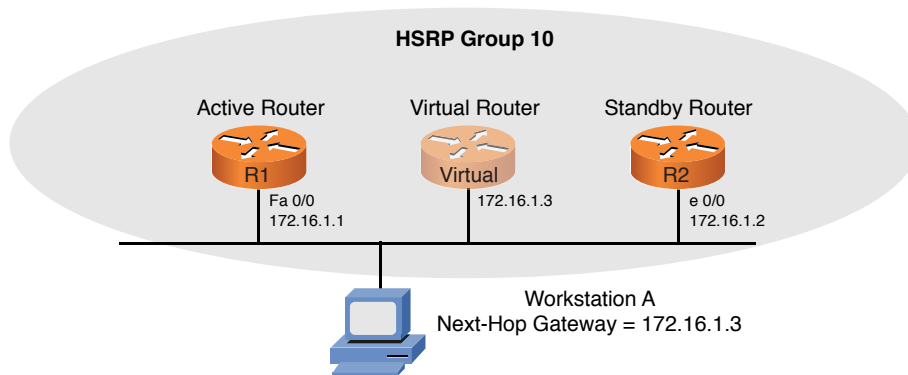 HSRP Group 10
Active Router
Virtual Router
Standby Router
R1
Virtual
R2
Fa 0/0
172.16.1.1
172.16.1.3
e 0/0
172.16.1.2
Workstation A
Next-Hop Gateway = 172.16.1.3